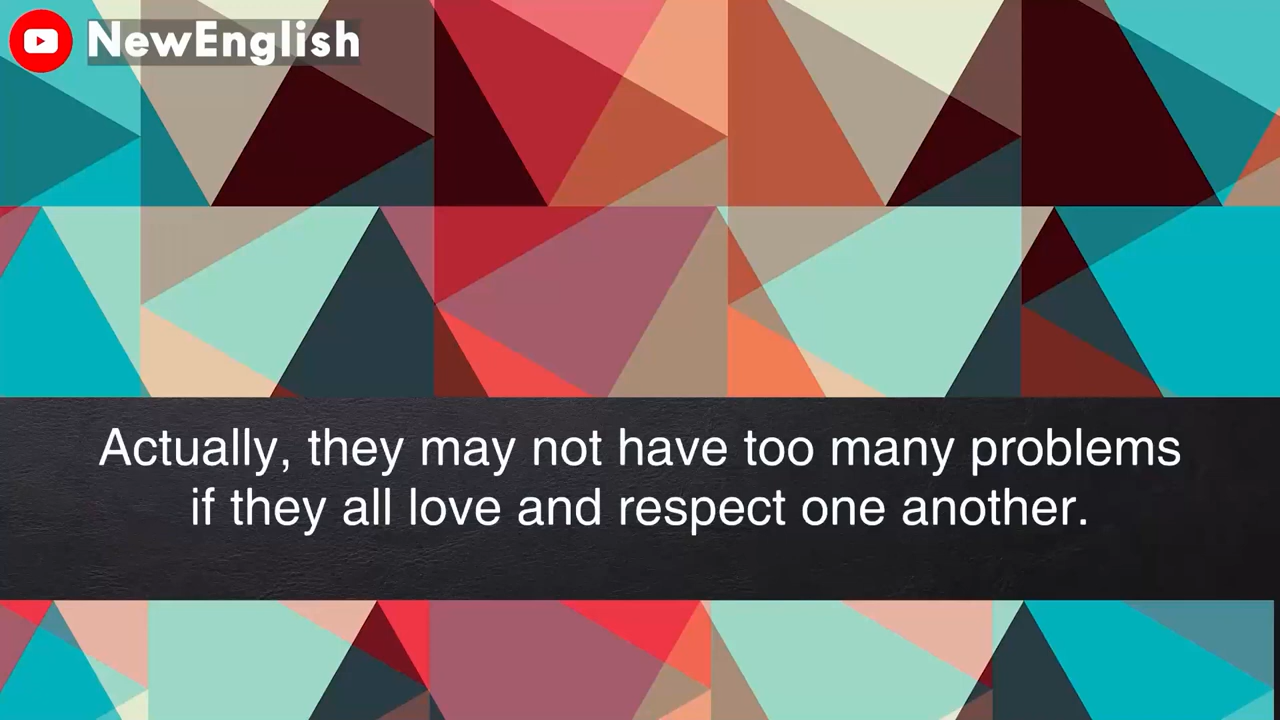 NewEnglish
Actually, they may not have too many problems
if they all love and respect one another.